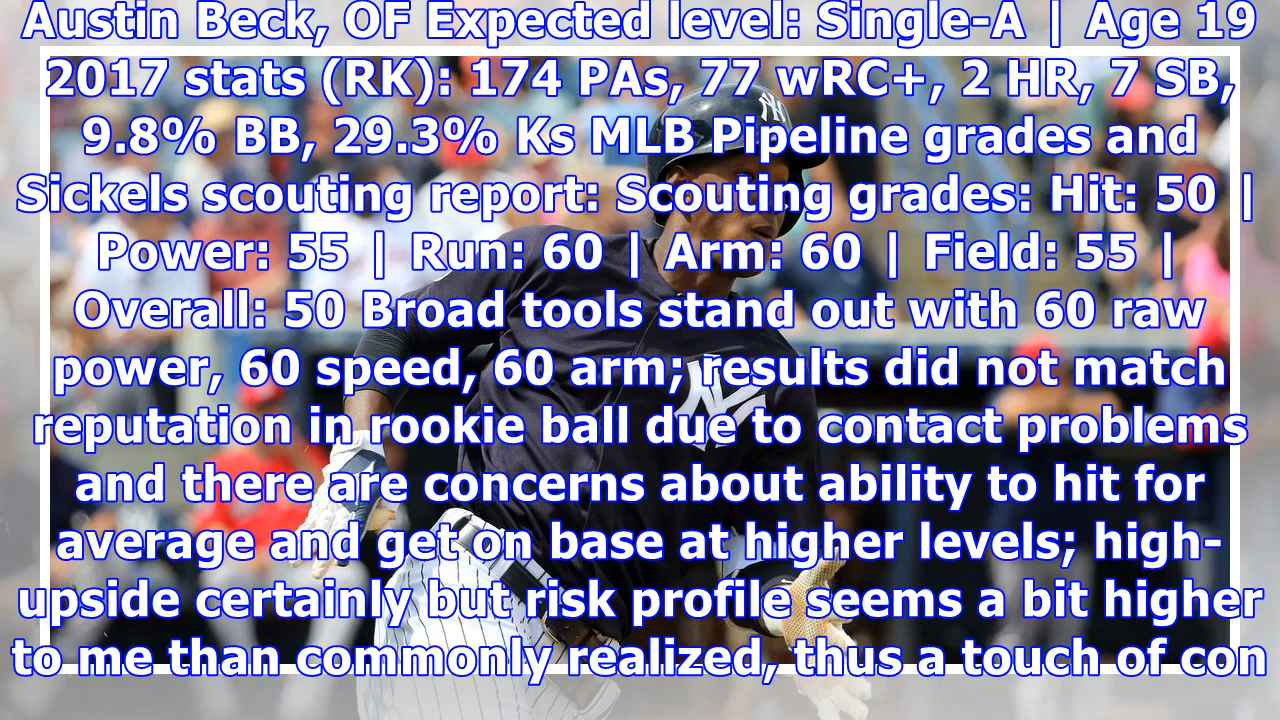 Austin Beck, OF Expected level: Single-A | Age 19
2017 stats (RK): 174 PAs, 77 wRC+, 2 HR, 7 SB,
9.8% BB, 29.3% Ks MLB Pipeline grades and
Sickels scouting report: Scouting grades: Hit: 50 |
Power: 55 | Run: 60 | Arm: 60 | Field: 55 |
Overall: 50 Broad tools stand out with 60 raw
power, 60 speed, 60 arm; results did not match
reputation in rookie ball due to contact problems
and there are concerns about ability to hit for
average and get on base at higher levels; high-
upside certainly but risk profile seems a bit higher
to me than commonly realized, thus a touch of con